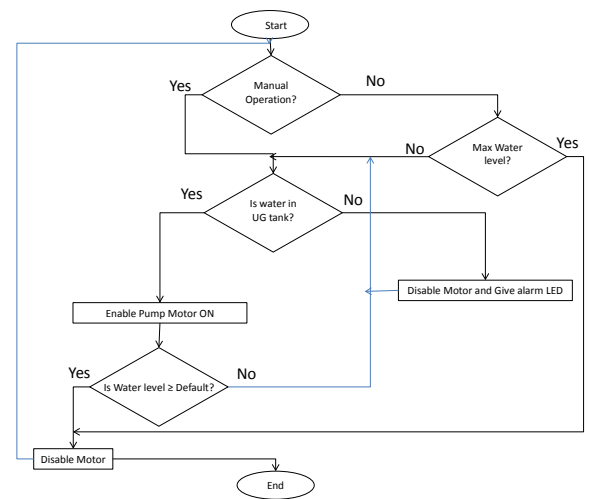 Start
Manual
Operation?
Yes
No
Max Water
level?
No
Yes
Is water in
UG tank?
Yes
No
Disable Motor and Give alarm LED
Enable Pump Motor ON
Is Water level ≥ Default?
Yes
No
Disable Motor
End